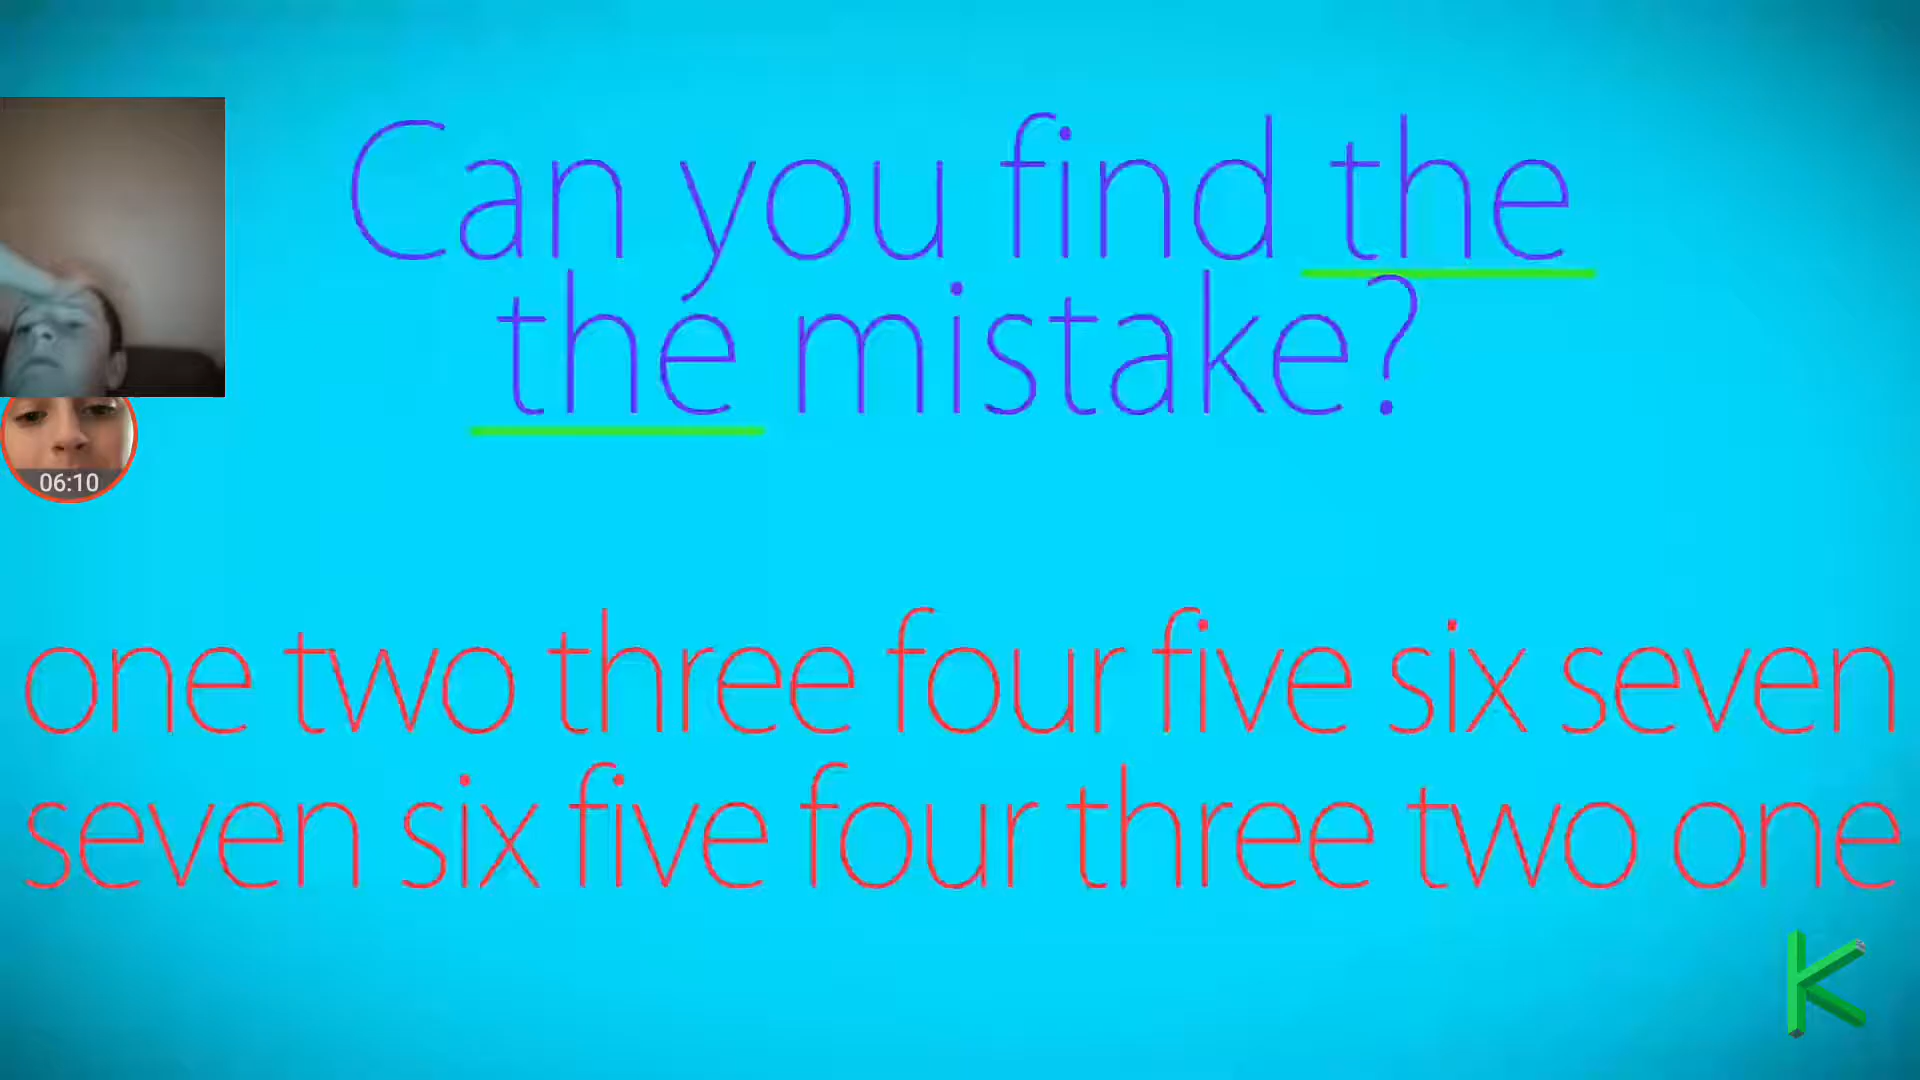 Can you find the
the mistake?
06:10
one two three four five six seven
seven six five four three two one
K